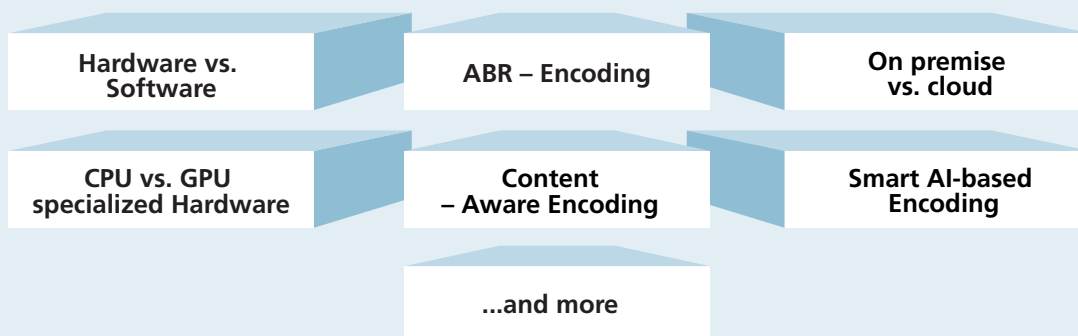 Hardware vs.
Software
ABR – Encoding
On premise
vs. cloud
CPU vs. GPU
specialized Hardware
Content
– Aware Encoding
Smart AI-based
Encoding
...and more